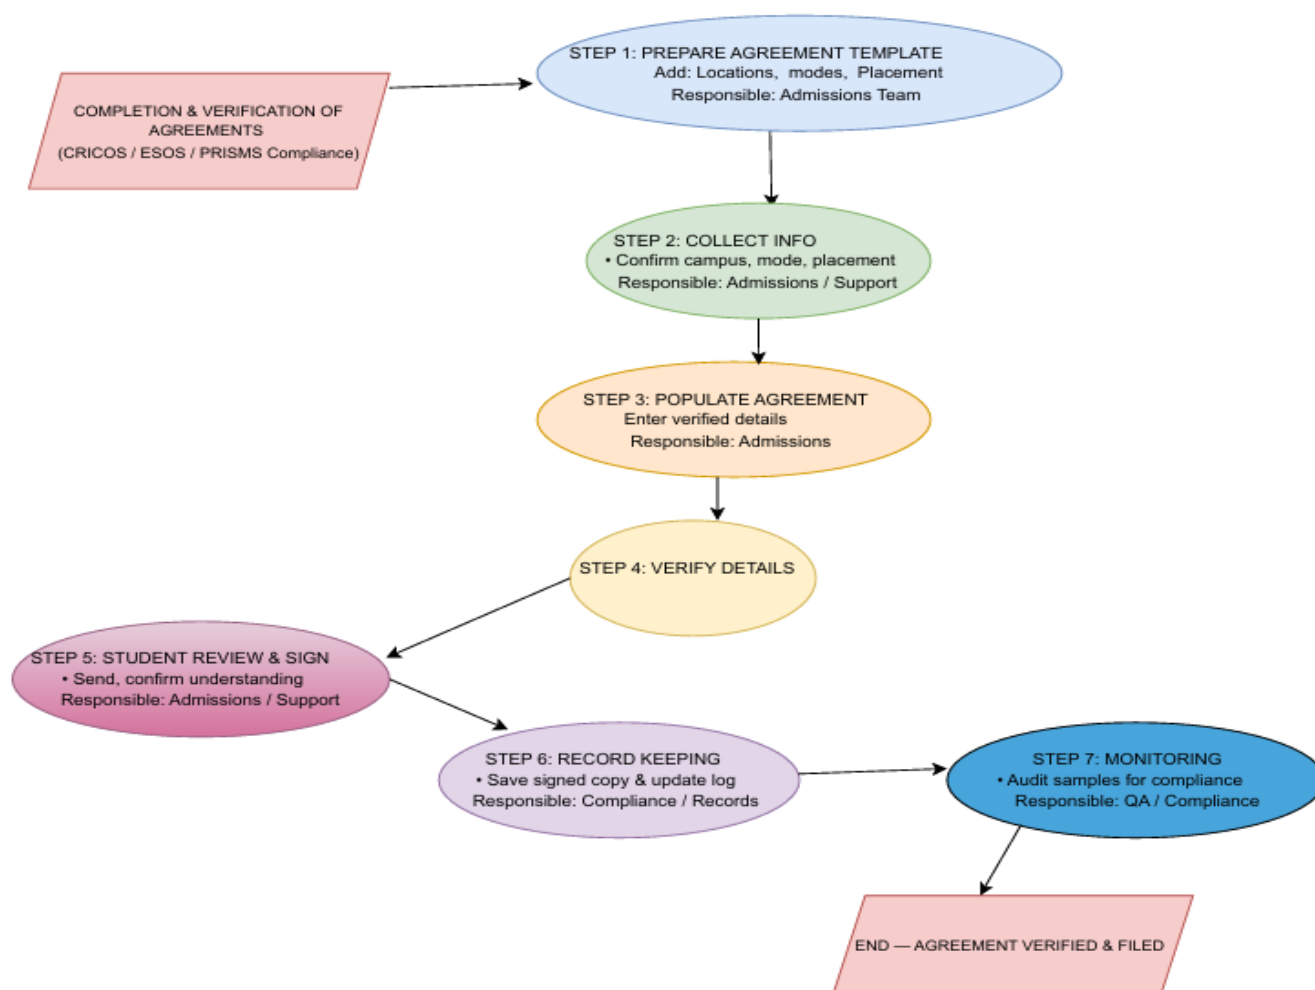 COMPLETION & VERIFICATION OF
AGREEMENTS
(CRICOS / ESOS / PRISMS Compliance)
STEP 1: PREPARE AGREEMENT TEMPLATE
Add: Locations, modes, Placement
Responsible: Admissions Team
STEP 2: COLLECT INFO
• Confirm campus, mode, placement
Responsible: Admissions / Support
STEP 3: POPULATE AGREEMENT
Enter verified details
Responsible: Admissions
STEP 4: VERIFY DETAILS
STEP 5: STUDENT REVIEW & SIGN
• Send, confirm understanding
Responsible: Admissions / Support
STEP 6: RECORD KEEPING
• Save signed copy & update log
Responsible: Compliance / Records
STEP 7: MONITORING
• Audit samples for compliance
Responsible: QA / Compliance
END — AGREEMENT VERIFIED & FILED